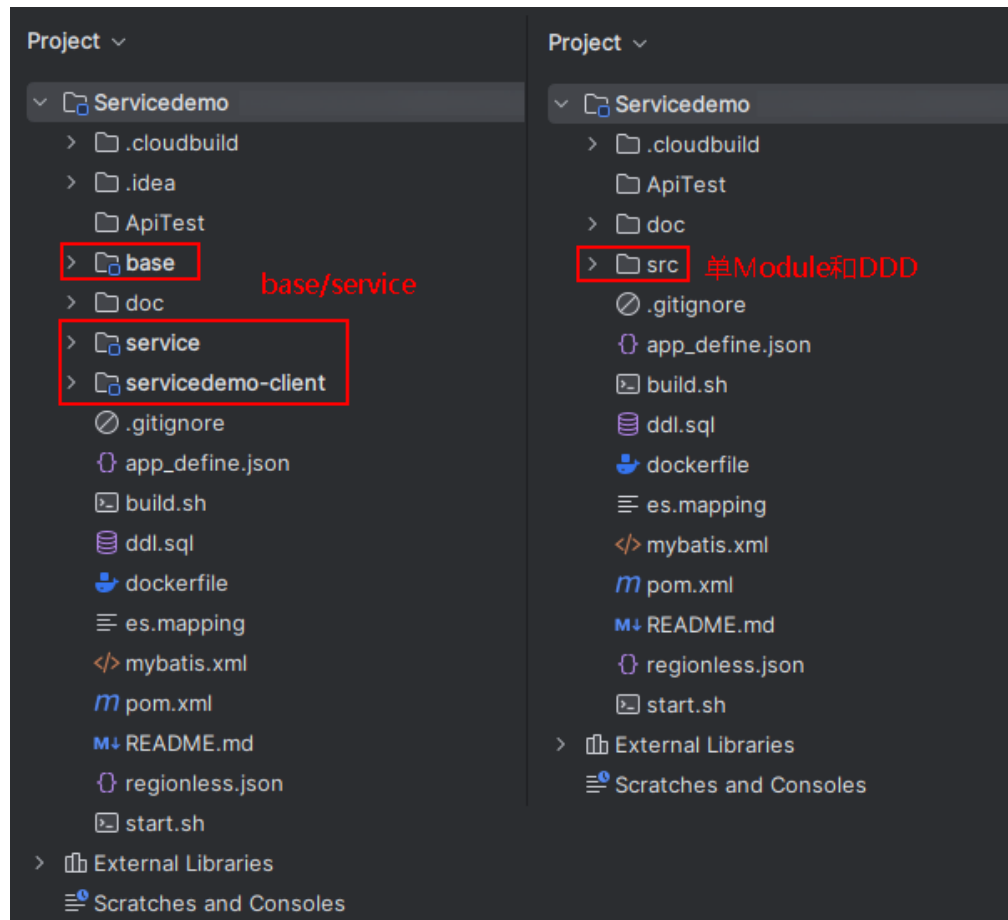 Project
Servicedemo
.cloudbuild
.idea
ApiTest
base
base/service
doc
service
servicedemo-client
.gitignore
app_define.json
build.sh
ddl.sql
dockerfile
es.mapping
mybatis.xml
pom.xml
README.md
regionless.json
start.sh
External Libraries
Scratches and Consoles
Project
Servicedemo
.cloudbuild
ApiTest
doc
src 单Module和DDD
.gitignore
app_define.json
build.sh
ddl.sql
dockerfile
es.mapping
mybatis.xml
pom.xml
README.md
regionless.json
start.sh
External Libraries
Scratches and Consoles